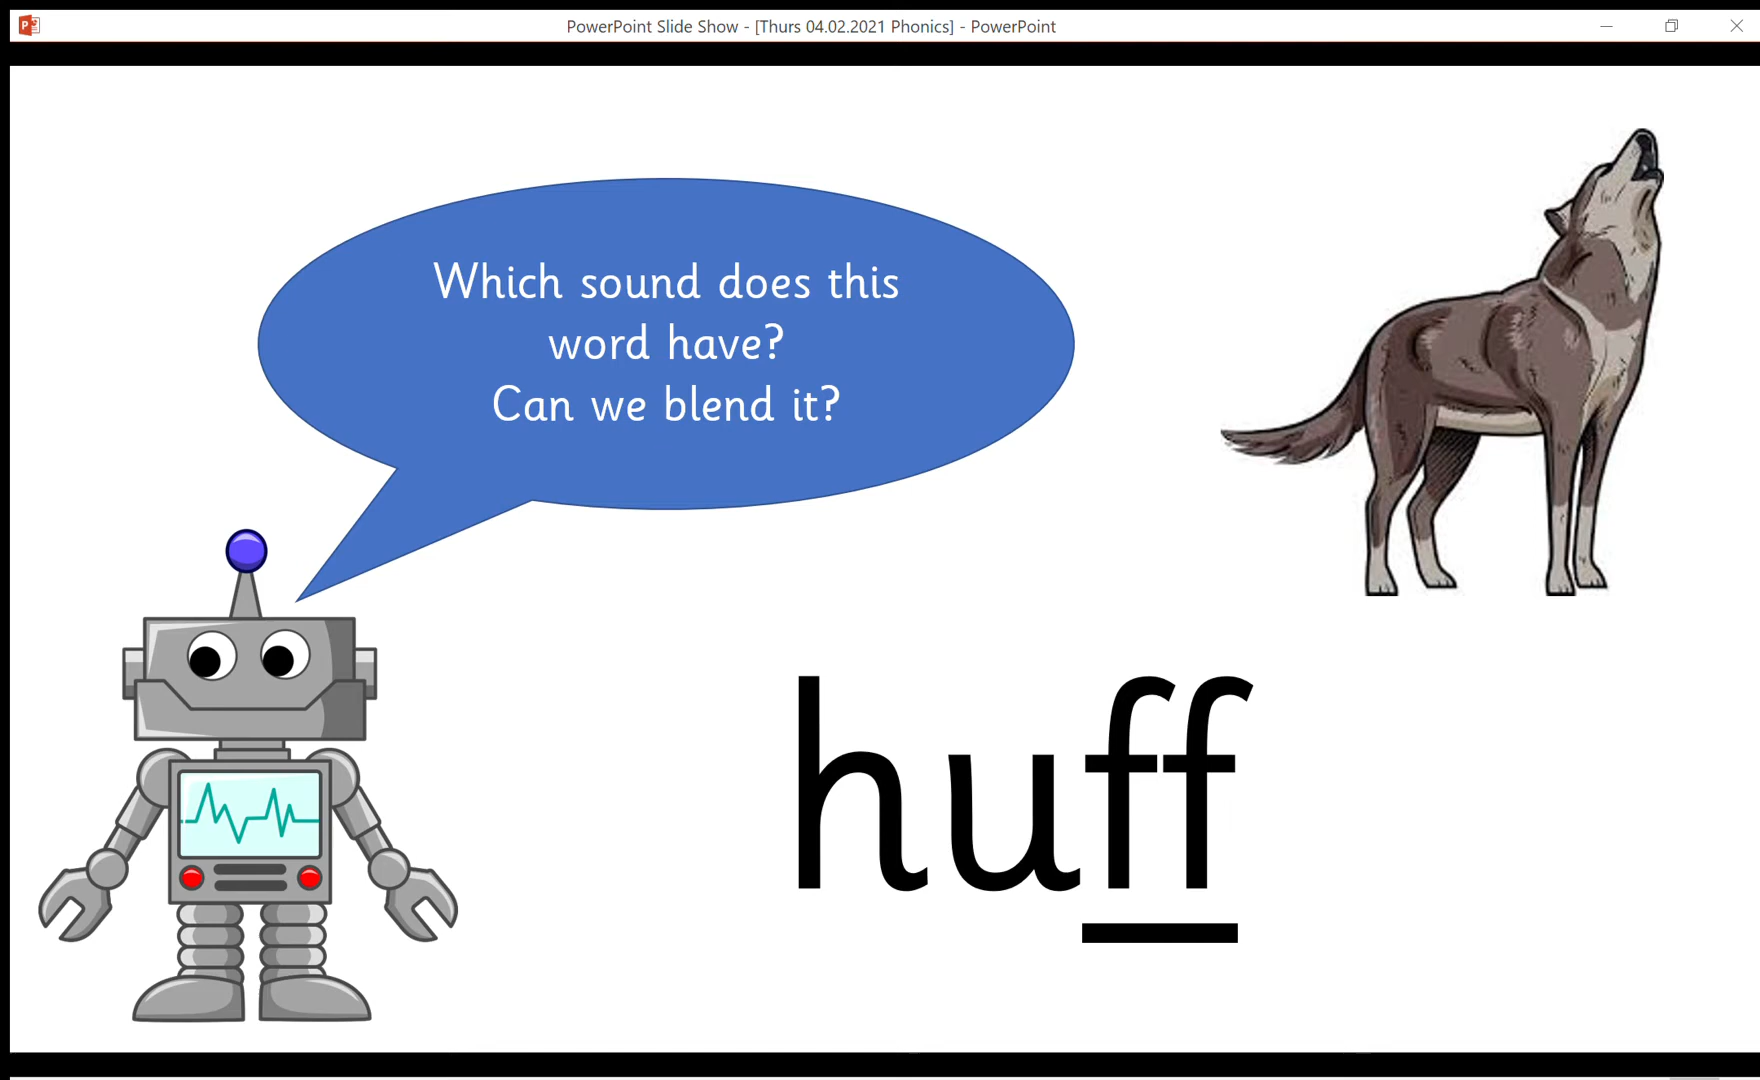 PowerPoint Slide Show - [Thurs 04.02.2021 Phonics] - PowerPoint
Which sound does this
word have?
Can we blend it?
huff